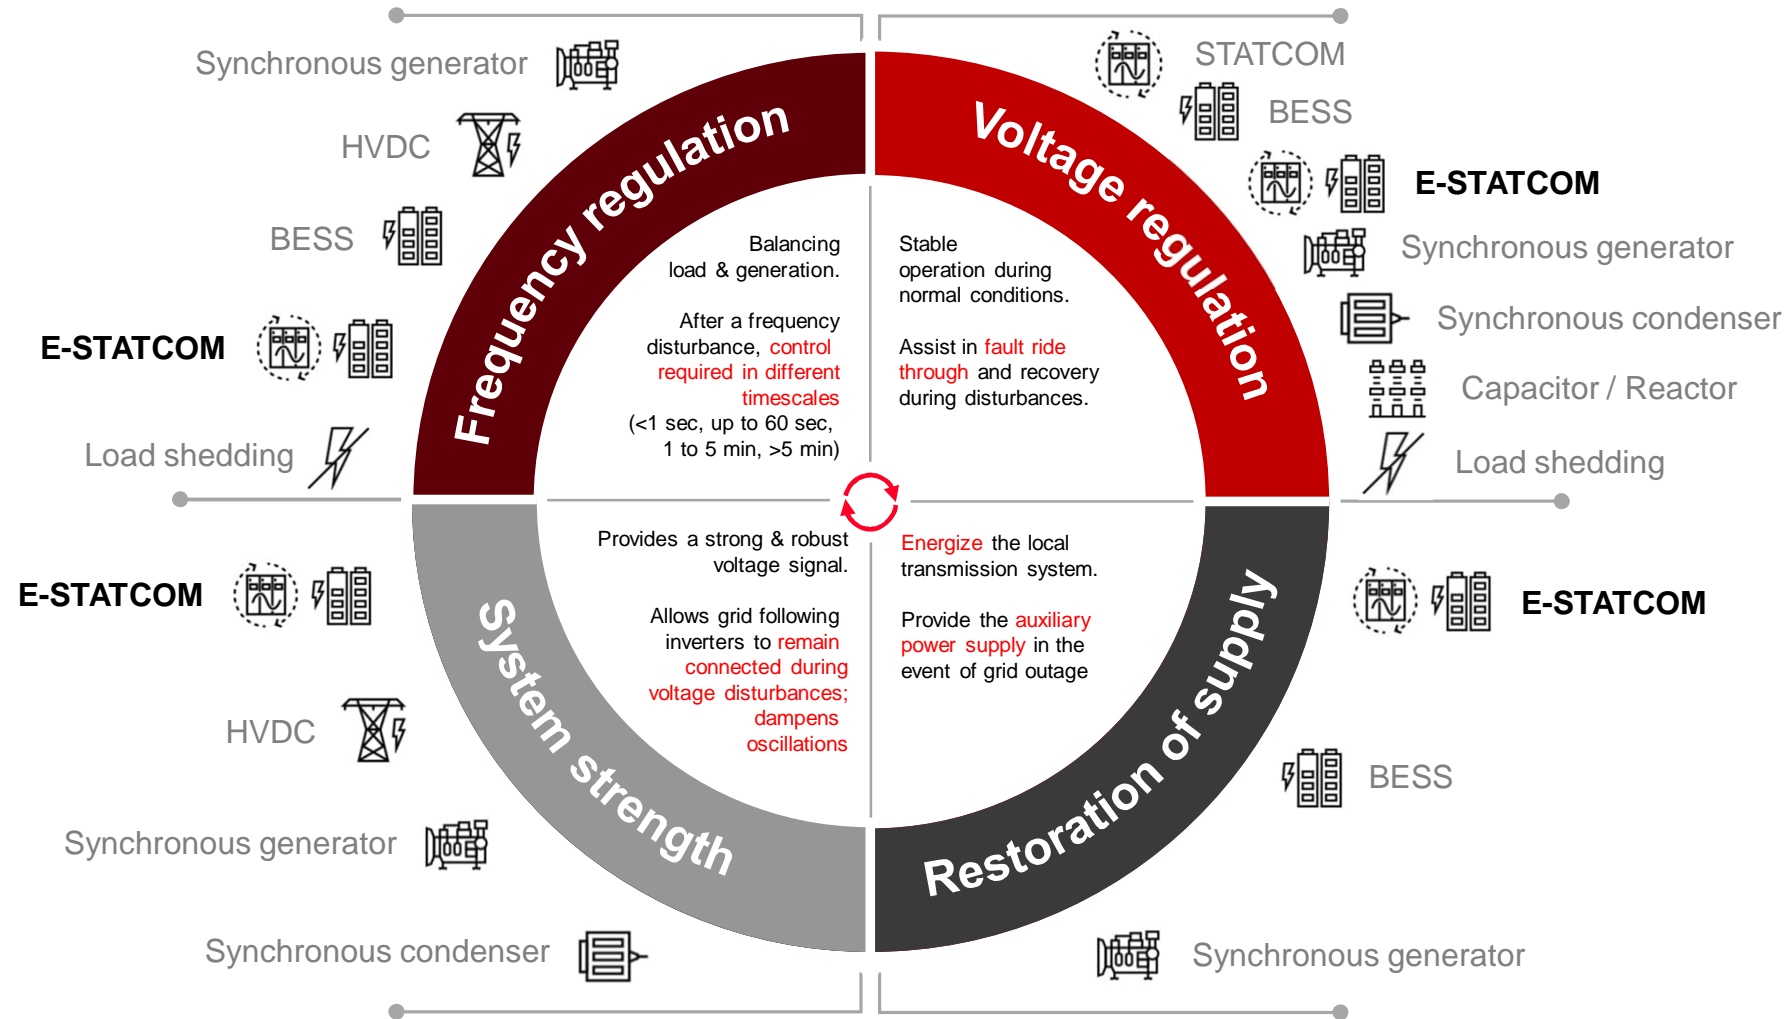 Synchronous generator
HVDC
BESS
E-STATCOM
Load shedding
Frequency regulation
Balancing
load & generation.
After a frequency
disturbance, control
required in different
timescales
(<1 sec, up to 60 sec,
1 to 5 min, >5 min)
STATCOM
BESS
E-STATCOM
Synchronous generator
Synchronous condenser
Capacitor / Reactor
Load shedding
Voltage regulation
Stable
operation during
normal conditions.
Assist in fault ride
through and recovery
during disturbances.
E-STATCOM
HVDC
Synchronous generator
Synchronous condenser
System strength
Provides a strong & robust
voltage signal.
Allows grid following
inverters to remain
connected during
voltage disturbances;
dampens
oscillations
Energize the local
transmission system.
Provide the auxiliary
power supply in the
event of grid outage
Restoration of supply
E-STATCOM
BESS
Synchronous generator